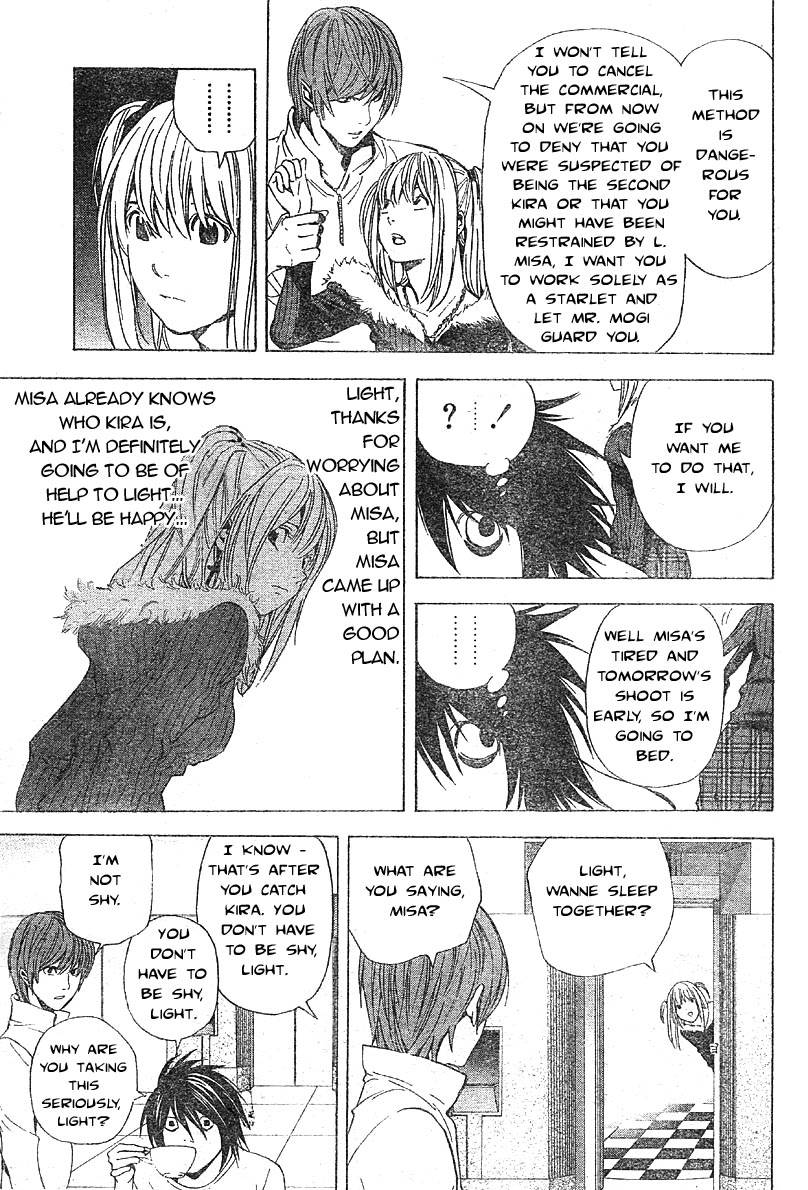 THIS
METHOD
IS
DANGE-
ROUS
FOR
YOU.
I WON'T TELL
YOU TO CANCEL
THE COMMERCIAL,
BUT FROM NOW
ON WE'RE GOING
TO DENY THAT YOU
WERE SUSPECTED OF
BEING THE SECOND
KIRA OR THAT YOU
MIGHT HAVE BEEN
RESTRAINED BY L.
MISA, I WANT YOU
TO WORK SOLELY AS
A STARLET AND
LET MR. MOGI
GUARD YOU.
......
IF YOU
WANT ME
TO DO THAT,
I WILL.
?...!
WELL MISA'S
TIRED AND
TOMORROW'S
SHOOT IS
EARLY, SO I'M
GOING TO
BED.
......
LIGHT,
THANKS
FOR
WORRYING
ABOUT
MISA,
BUT
MISA
CAME UP
WITH A
GOOD
PLAN.
MISA ALREADY KNOWS
WHO KIRA IS,
AND I'M DEFINITELY
GOING TO BE OF
HELP TO LIGHT...
HE'LL BE HAPPY...
LIGHT,
WANNE SLEEP
TOGETHER?
WHAT ARE
YOU SAYING,
MISA?
I KNOW -
THAT'S AFTER
YOU CATCH
KIRA. YOU
DON'T HAVE
TO BE SHY,
LIGHT.
YOU
DON'T
HAVE TO
BE SHY,
LIGHT.
I'M
NOT
SHY.
WHY ARE
YOU TAKING
THIS
SERIOUSLY,
LIGHT?